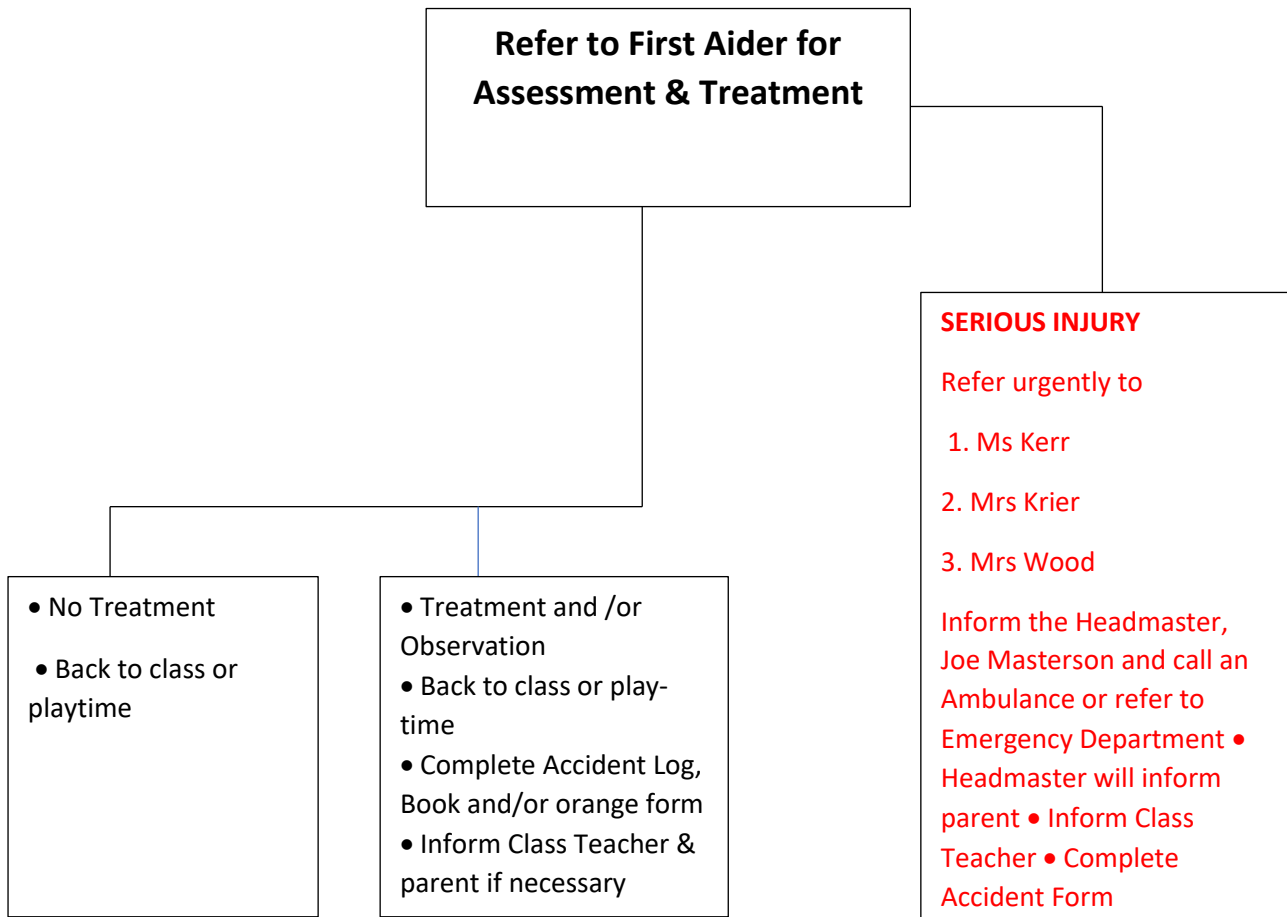 Refer to First Aider for
Assessment & Treatment
SERIOUS INJURY
Refer urgently to
1. Ms Kerr
2. Mrs Krier
3. Mrs Wood
Inform the Headmaster,
Joe Masterson and call an
Ambulance or refer to
Emergency Department •
Headmaster will inform
parent • Inform Class
Teacher • Complete
Accident Form
• No Treatment
• Back to class or
playtime
• Treatment and /or
Observation
• Back to class or play-
time
• Complete Accident Log,
Book and/or orange form
• Inform Class Teacher &
parent if necessary